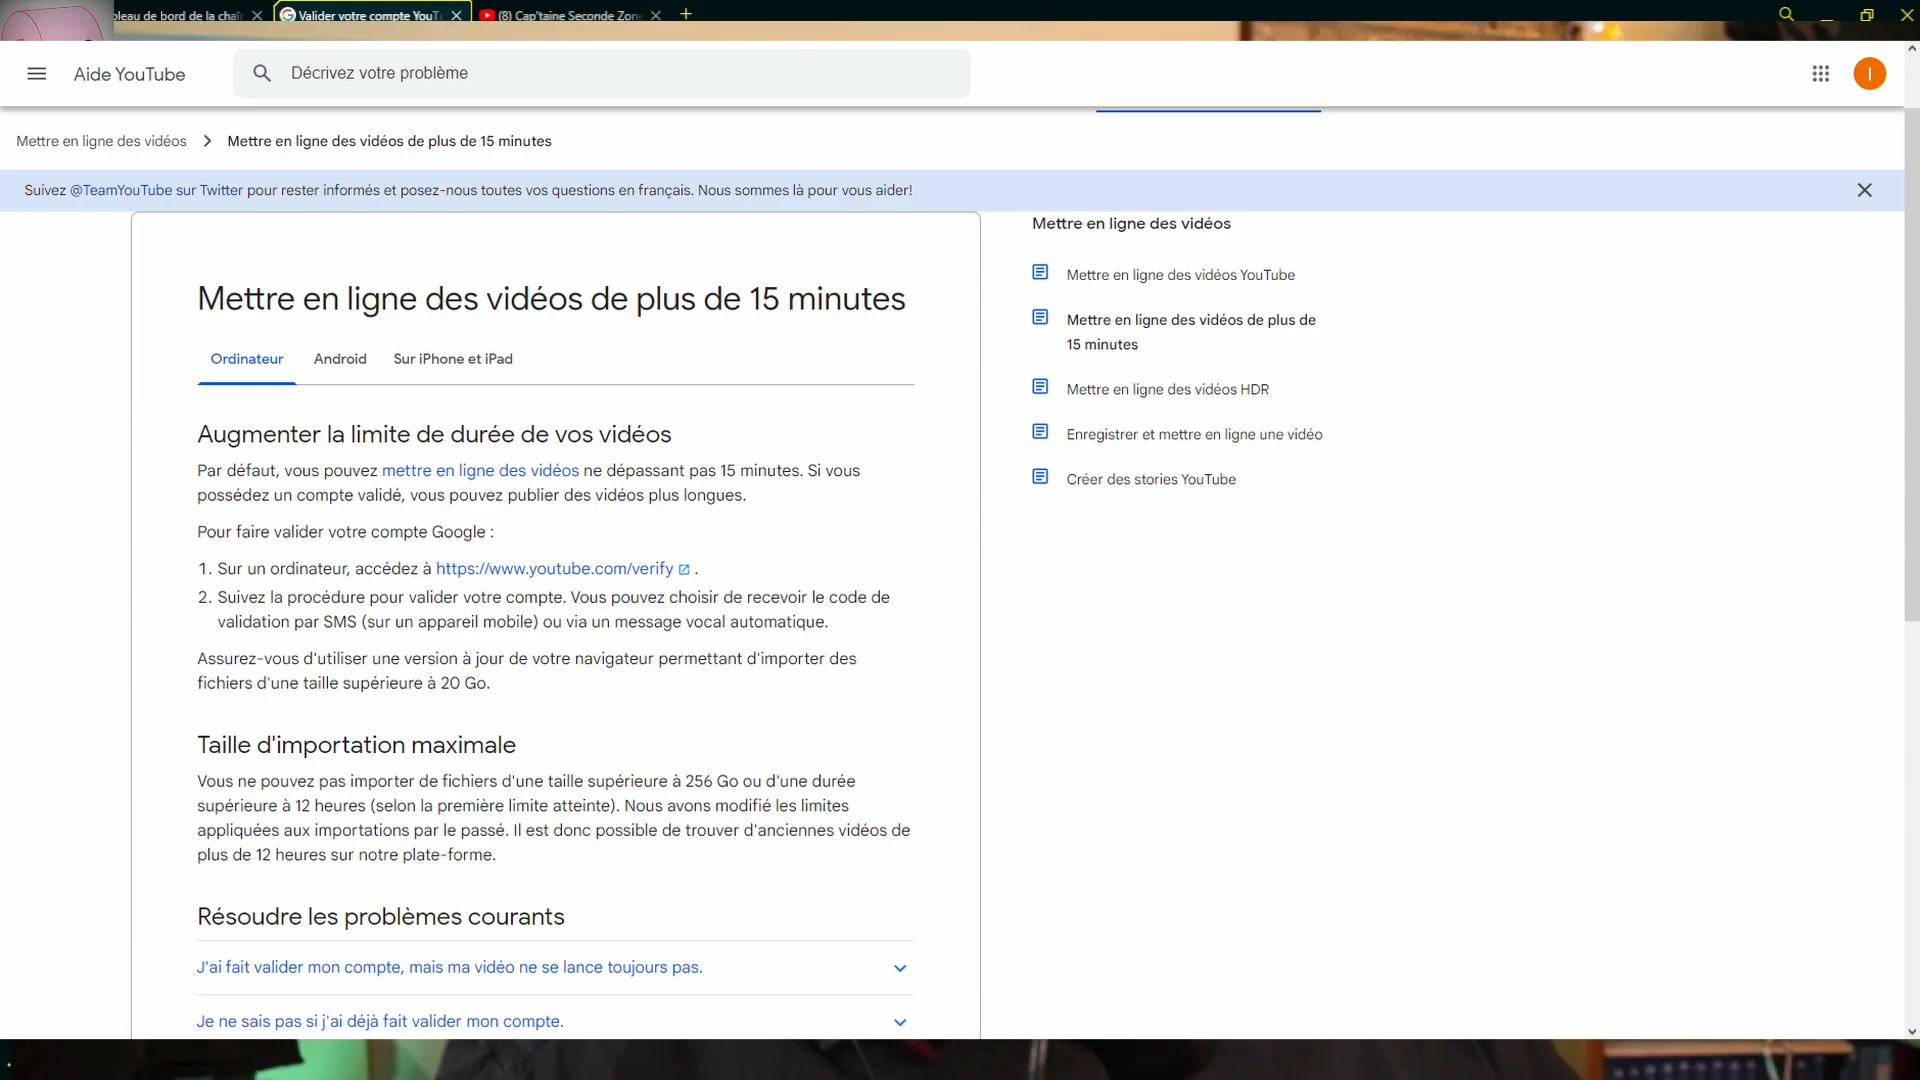 bleau de bord de la chaî
Valider votre compte YouT
(8) Cap'taine Seconde Zon
Aide YouTube
Décrivez votre problème
I
Mettre en ligne des vidéos > Mettre en ligne des vidéos de plus de 15 minutes
Suivez @TeamYouTube sur Twitter pour rester informés et posez-nous toutes vos questions en français. Nous sommes là pour vous aider!
Mettre en ligne des vidéos de plus de 15 minutes
Ordinateur Android Sur iPhone et iPad
Augmenter la limite de durée de vos vidéos
Par défaut, vous pouvez mettre en ligne des vidéos ne dépassant pas 15 minutes. Si vous
possédez un compte validé, vous pouvez publier des vidéos plus longues.
Pour faire valider votre compte Google :
1. Sur un ordinateur, accédez à https://www.youtube.com/verify .
2. Suivez la procédure pour valider votre compte. Vous pouvez choisir de recevoir le code de
validation par SMS (sur un appareil mobile) ou via un message vocal automatique.
Assurez-vous d'utiliser une version à jour de votre navigateur permettant d'importer des
fichiers d'une taille supérieure à 20 Go.
Taille d'importation maximale
Vous ne pouvez pas importer de fichiers d'une taille supérieure à 256 Go ou d'une durée
supérieure à 12 heures (selon la première limite atteinte). Nous avons modifié les limites
appliquées aux importations par le passé. Il est donc possible de trouver d'anciennes vidéos de
plus de 12 heures sur notre plate-forme.
Résoudre les problèmes courants
J'ai fait valider mon compte, mais ma vidéo ne se lance toujours pas.
Je ne sais pas si j'ai déjà fait valider mon compte.
Mettre en ligne des vidéos
Mettre en ligne des vidéos YouTube
Mettre en ligne des vidéos de plus de
15 minutes
Mettre en ligne des vidéos HDR
Enregistrer et mettre en ligne une vidéo
Créer des stories YouTube